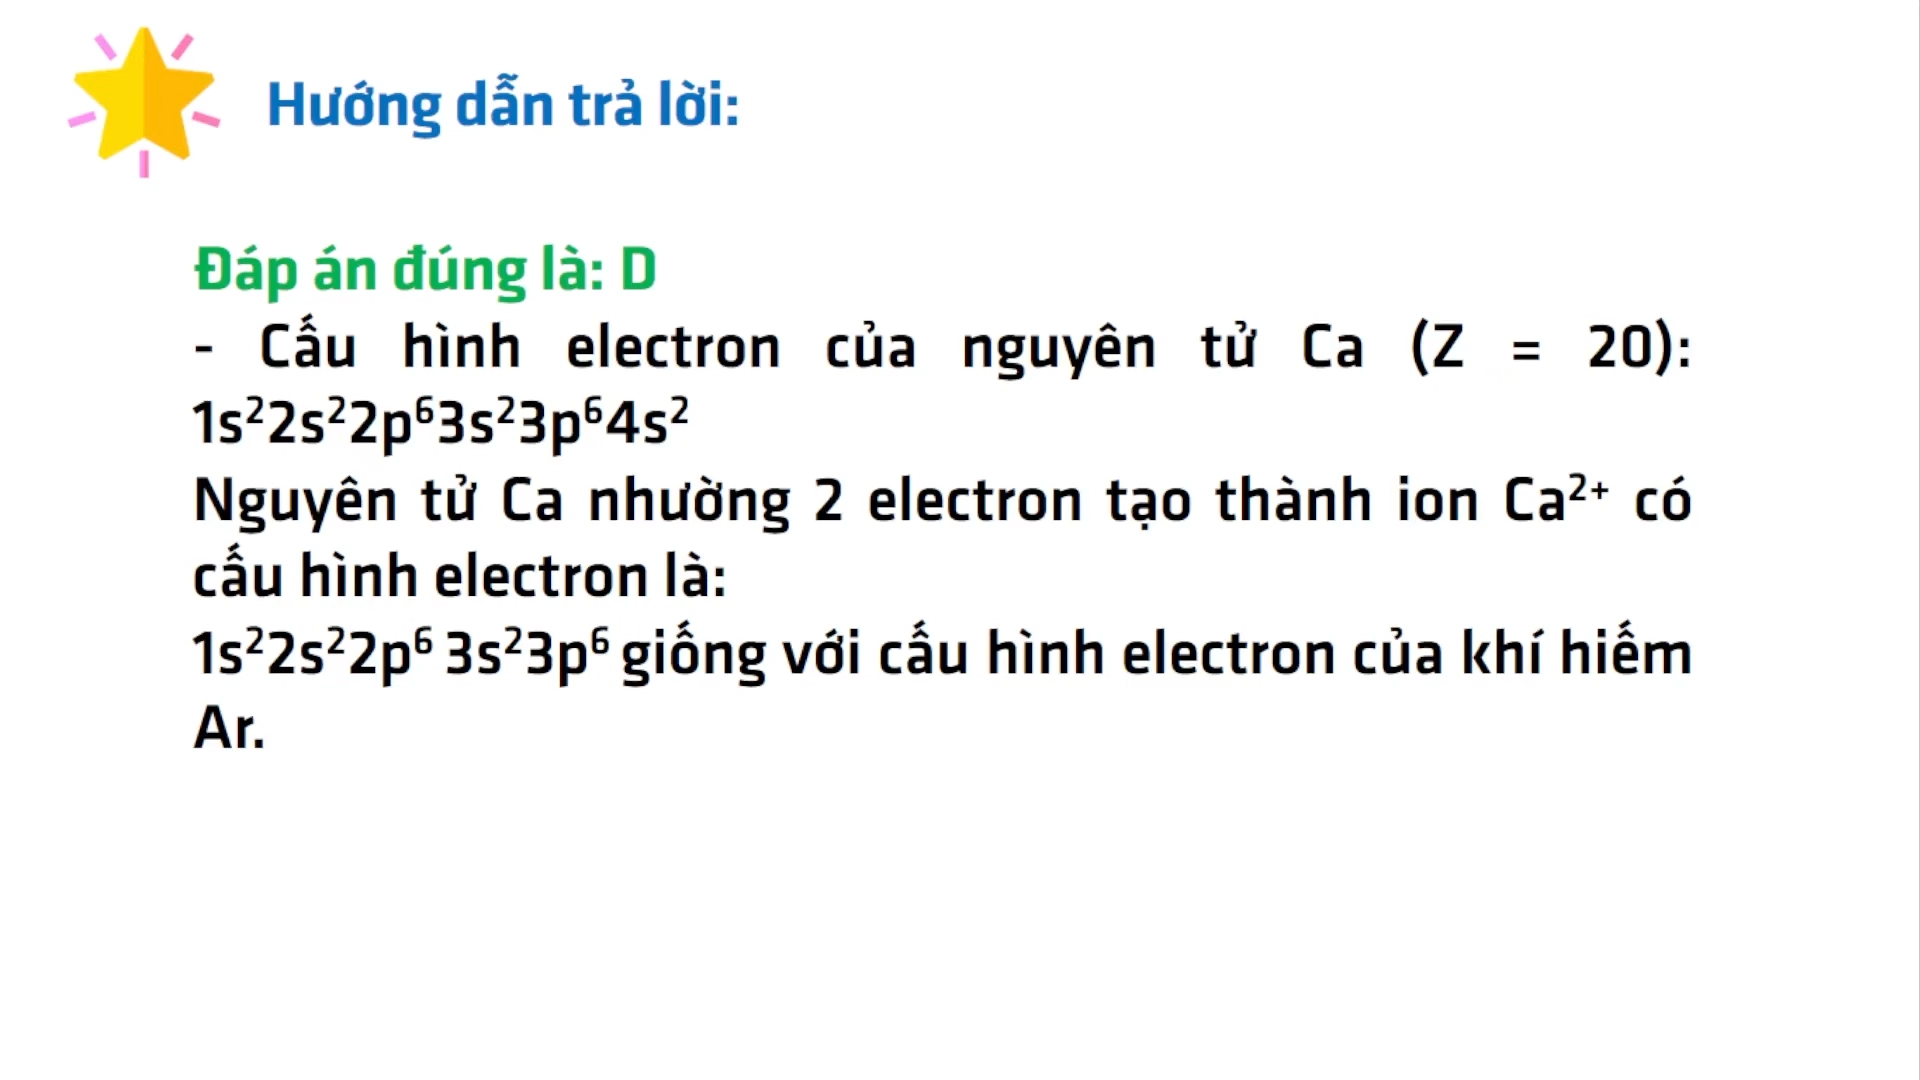 Hướng dẫn trả lời:
Đáp án đúng là: D
- Cấu hình electron của nguyên tử Ca (Z = 20):
1s²2s²2p⁶3s²3p⁶4s²
Nguyên tử Ca nhường 2 electron tạo thành ion Ca²⁺ có
cấu hình electron là:
1s²2s²2p⁶ 3s²3p⁶ giống với cấu hình electron của khí hiếm
Ar.